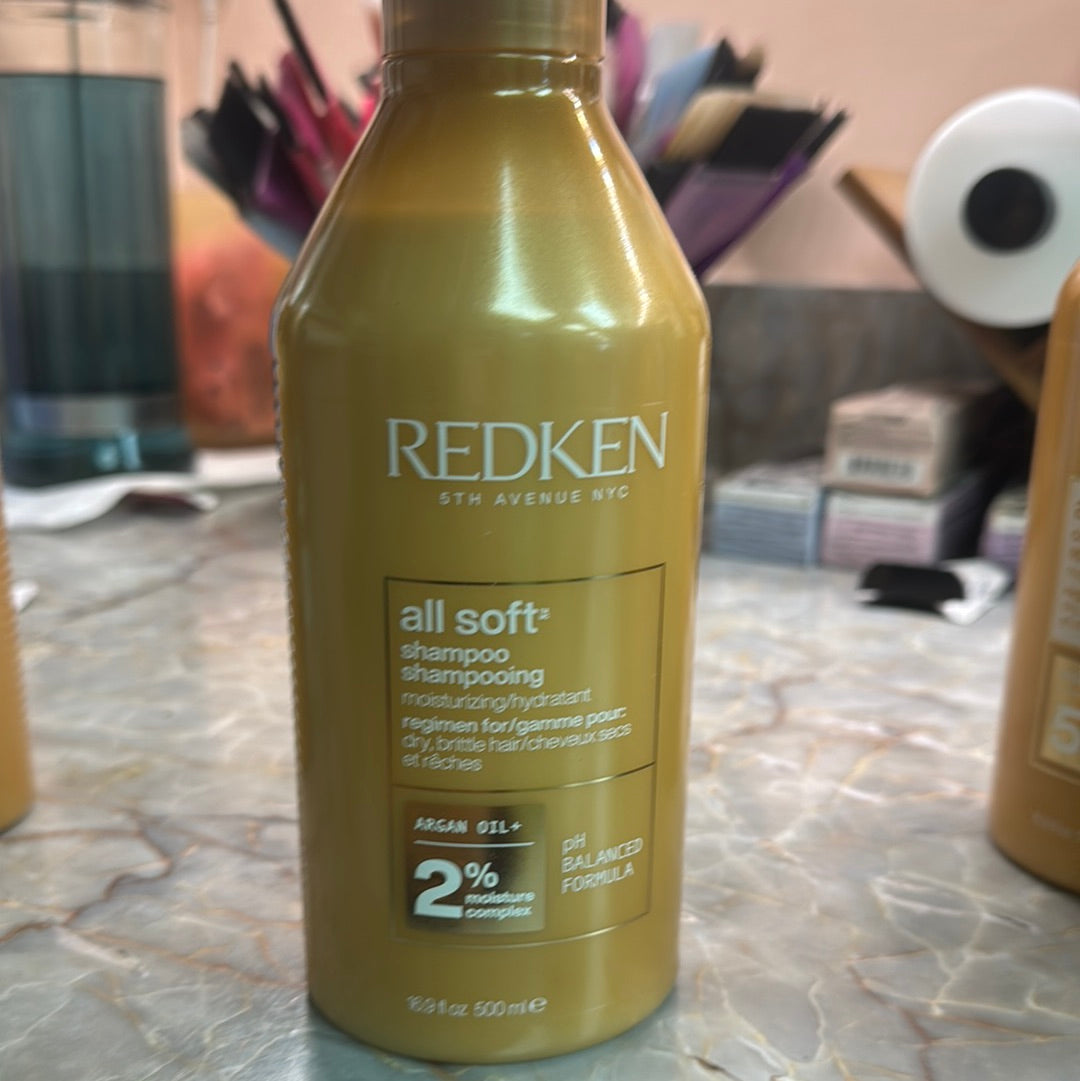 REDKEN
5TH AVENUE NYC
all soft
shampoo
shampooing
moisturizing/hydratant
regimen for/gamme pour:
dry, brittle hair/cheveux secs
et rêches
ARGAN OIL+
2%
moisture
complex
pH
BALANCED
FORMULA
16.9 fl oz 500 ml e
5